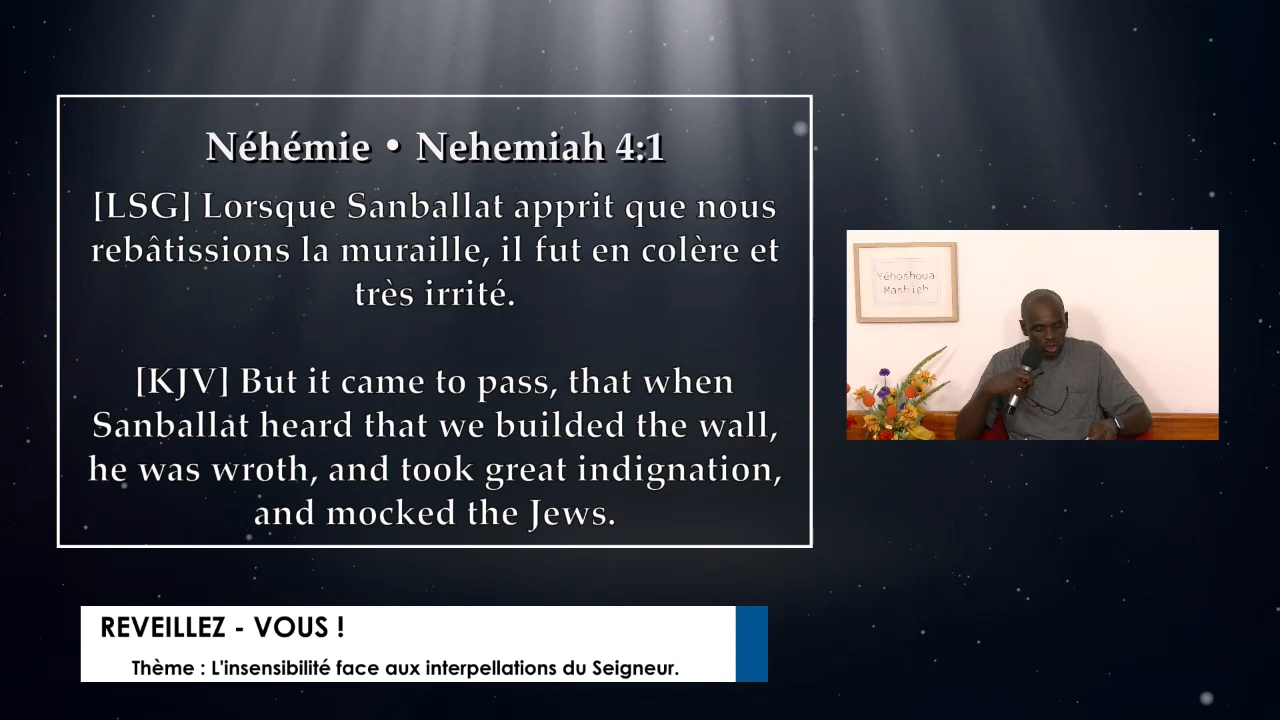 Néhémie • Nehemiah 4:1
[LSG] Lorsque Sanballat apprit que nous
rebâtissions la muraille, il fut en colère et
très irrité.
[KJV] But it came to pass, that when
Sanballat heard that we builded the wall,
he was wroth, and took great indignation,
and mocked the Jews.
Yéhoshoua
Mashiah
REVEILLEZ - VOUS !
Thème : L'insensibilité face aux interpellations du Seigneur.